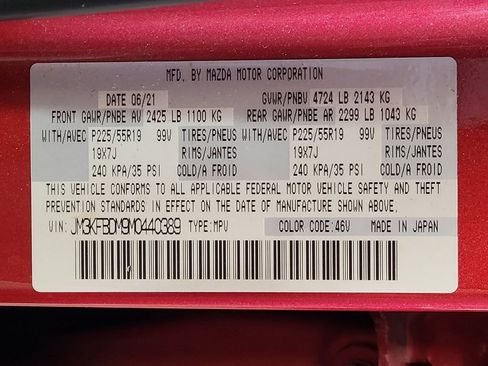 MFD. BY MAZDA MOTOR CORPORATION
DATE 06/21 GVWR/PNBV 4724 LB 2143 KG
FRONT GAWR/PNBE AV 2425 LB 1100 KG REAR GAWR/PNBE AR 2299 LB 1043 KG
WITH/AVEC P225/55R19 99V TIRES/PNEUS WITH/AVEC P225/55R19 99V TIRES/PNEUS
19X7J RIMS/JANTES 19X7J RIMS/JANTES
240 KPA/35 PSI COLD/A FROID 240 KPA/35 PSI COLD/A FROID
THIS VEHICLE CONFORMS TO ALL APPLICABLE FEDERAL MOTOR VEHICLE SAFETY AND THEFT
PREVENTION STANDARDS IN EFFECT ON THE DATE OF MANUFACTURE SHOWN ABOVE.
VIN: JM3KFBDM9M0440389 TYPE: MPV COLOR CODE: 46V MADE IN JAPAN